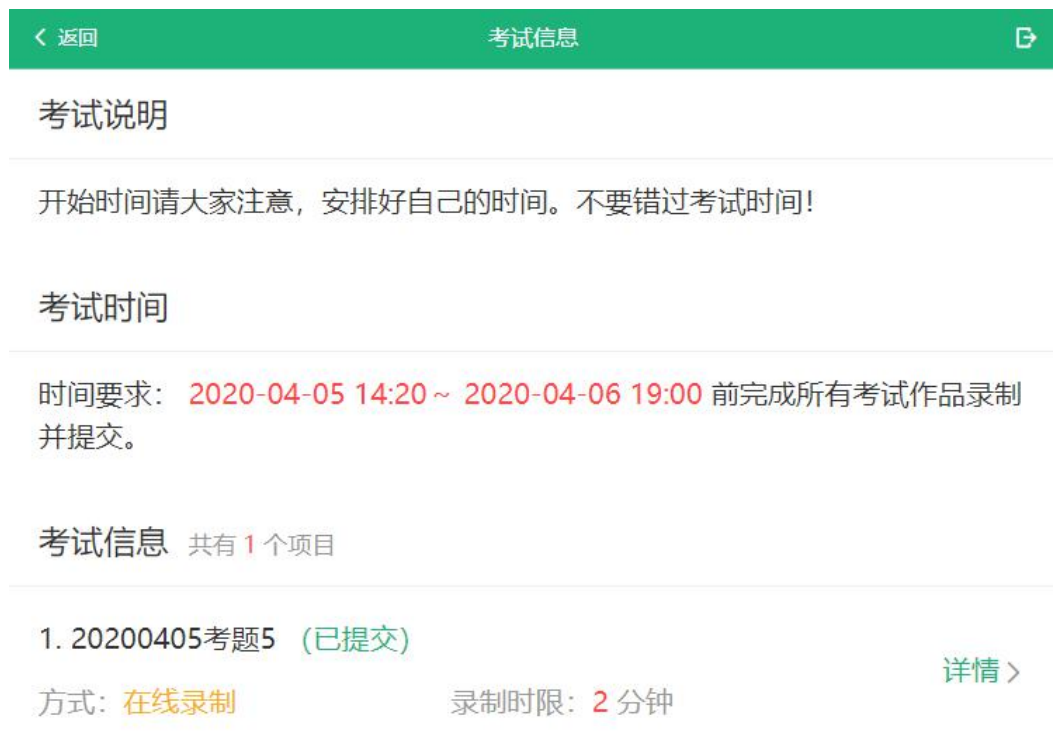 返回
考试信息
考试说明
开始时间请大家注意，安排好自己的时间。不要错过考试时间！
考试时间
时间要求： 2020-04-05 14:20 ~ 2020-04-06 19:00 前完成所有考试作品录制
并提交。
考试信息 共有 1 个项目
1. 20200405考题5 (已提交)
详情
方式：在线录制 录制时限：2 分钟